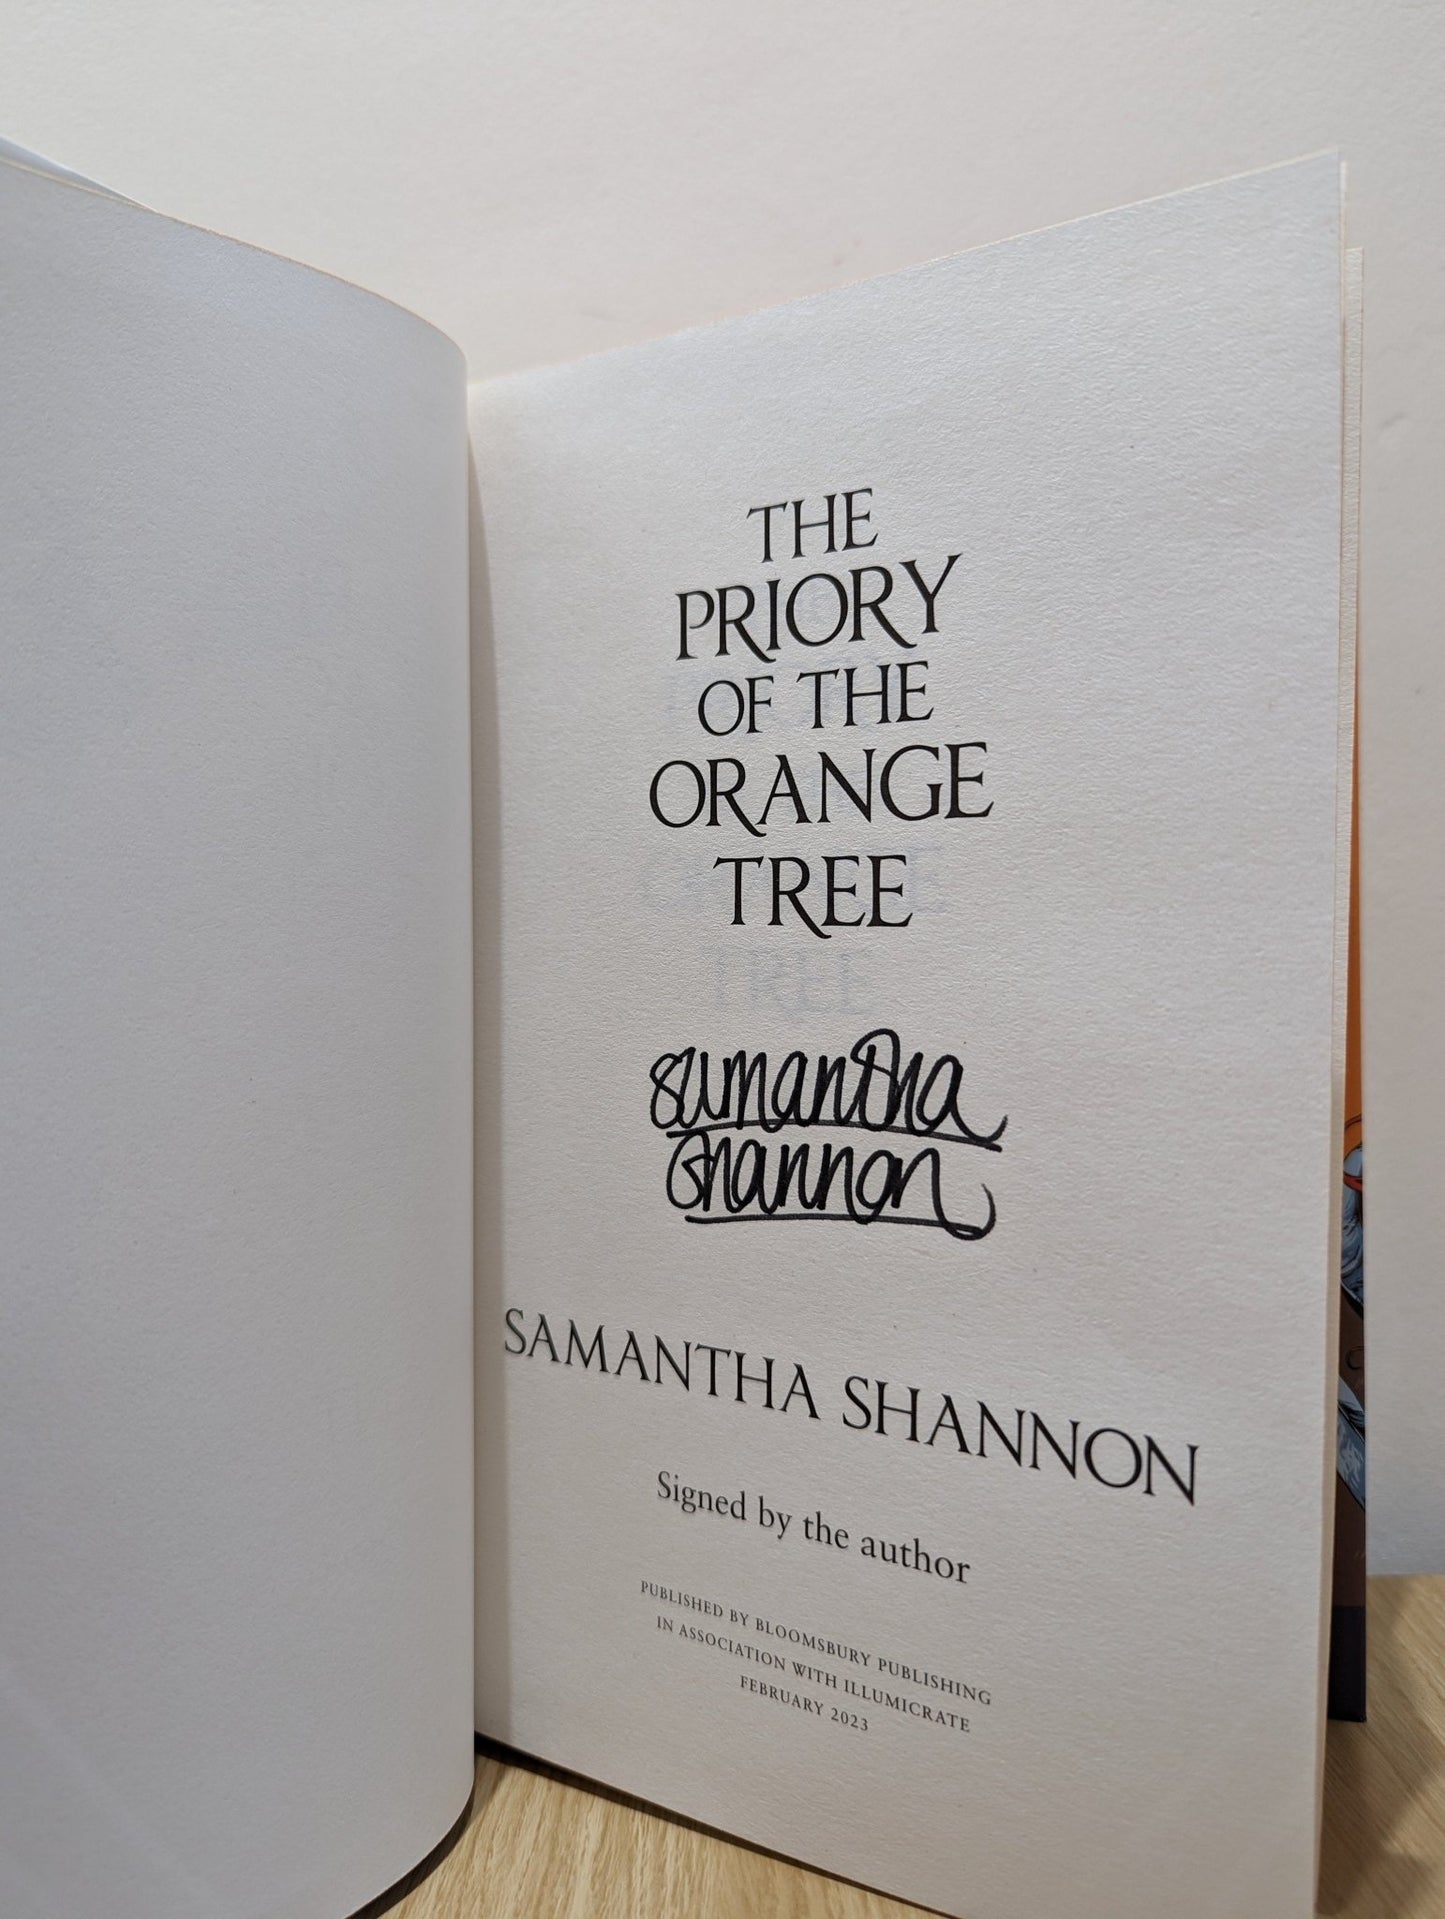 THE
PRIORY
OF THE
ORANGE
TREE
samantha
shannon
SAMANTHA SHANNON
Signed by the author
PUBLISHED BY BLOOMSBURY PUBLISHING
IN ASSOCIATION WITH ILLUMICRATE
FEBRUARY 2023